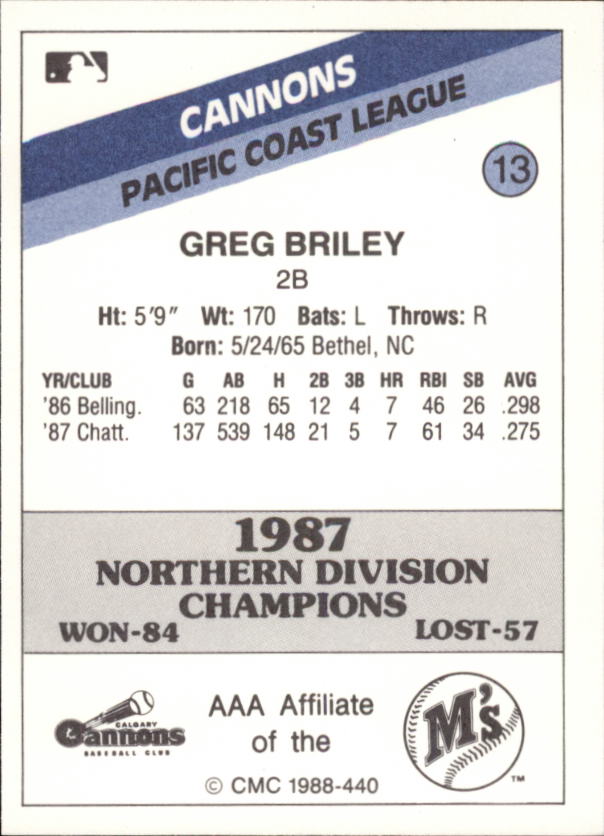 CANNONS
PACIFIC COAST LEAGUE
13
GREG BRILEY
2B
Ht: 5'9" Wt: 170 Bats: L Throws: R
Born: 5/24/65 Bethel, NC
YR/CLUB G AB H 2B 3B HR RBI SB AVG
'86 Belling. 63 218 65 12 4 7 46 26 .298
'87 Chatt. 137 539 148 21 5 7 61 34 .275
1987
NORTHERN DIVISION
CHAMPIONS
WON-84 LOST-57
CALGARY
Cannons
BASEBALL CLUB
AAA Affiliate
of the
M's
TM
© CMC 1988-440